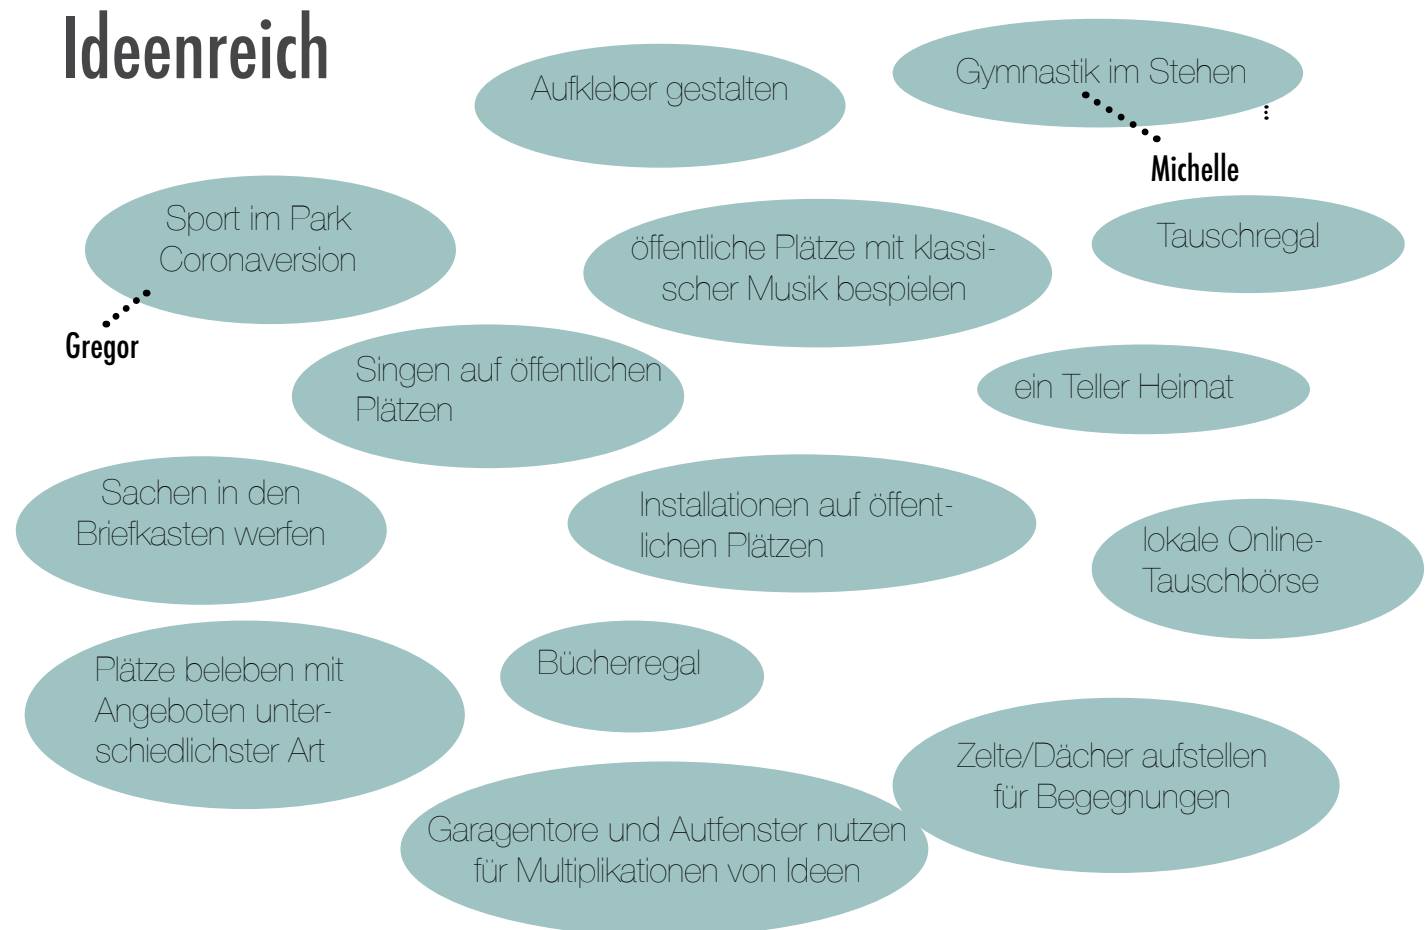 Ideenreich
Aufkleber gestalten
Gymnastik im Stehen
Michelle
Sport im Park
Coronaversion
Gregor
öffentliche Plätze mit klassi-
scher Musik bespielen
Tauschregal
Singen auf öffentlichen
Plätzen
ein Teller Heimat
Sachen in den
Briefkasten werfen
Installationen auf öffent-
lichen Plätzen
lokale Online-
Tauschbörse
Plätze beleben mit
Angeboten unter-
schiedlichster Art
Bücherregal
Zelte/Dächer aufstellen
für Begegnungen
Garagentore und Autfenster nutzen
für Multiplikationen von Ideen